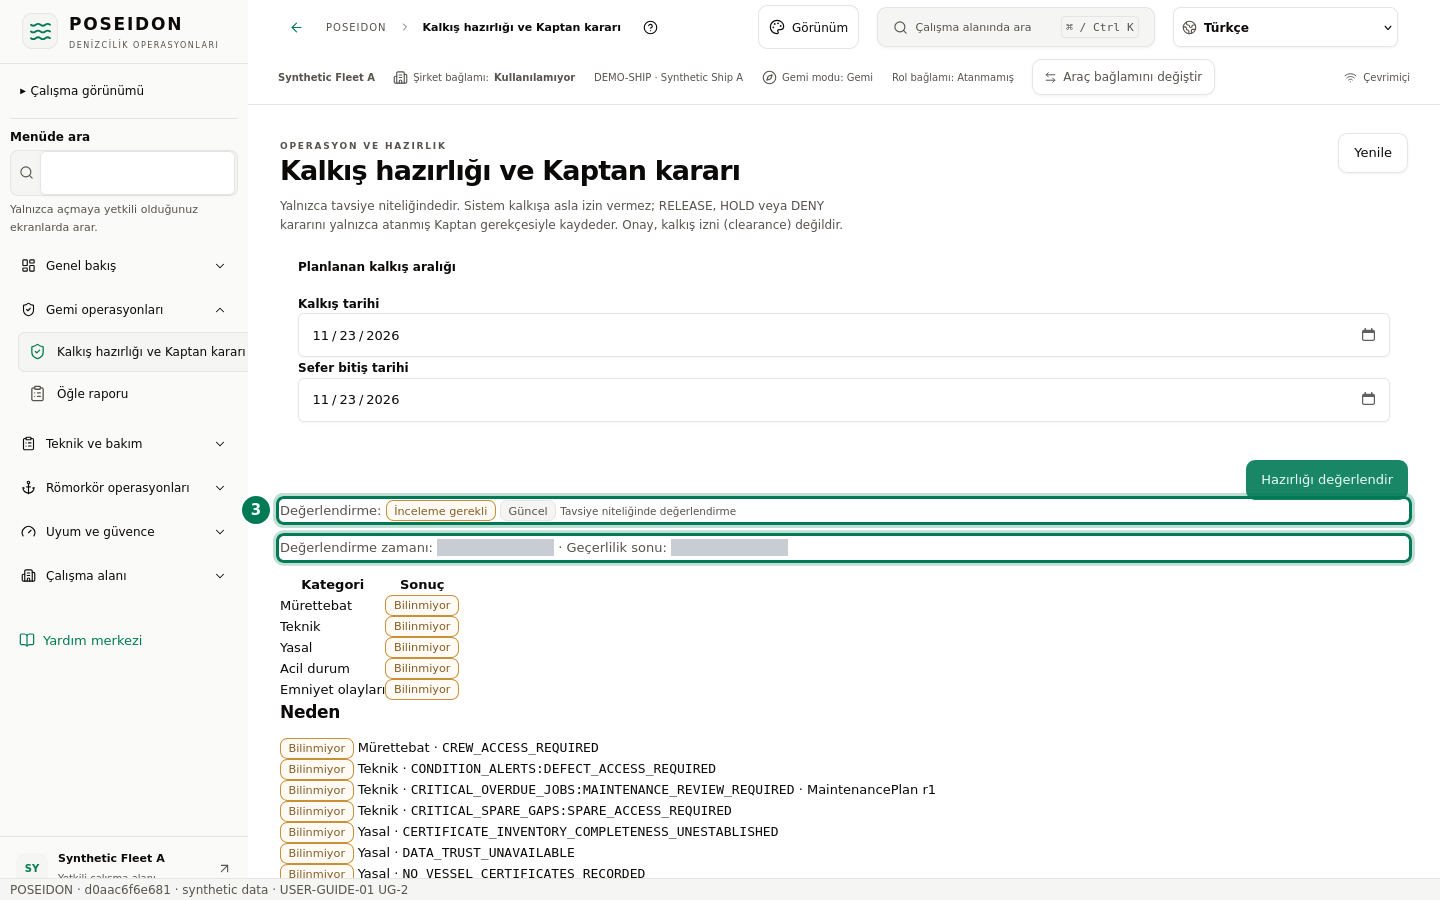 POSEIDON
DENİZCİLİK OPERASYONLARI
POSEIDON
Kalkış hazırlığı ve Kaptan kararı
Görünüm
Çalışma alanında ara
⌘ / Ctrl K
Türkçe
Synthetic Fleet A
Şirket bağlamı: Kullanılamıyor
DEMO-SHIP · Synthetic Ship A
Gemi modu: Gemi
Rol bağlamı: Atanmamış
Araç bağlamını değiştir
Çevrimiçi
Çalışma görünümü
Menüde ara
Yalnızca açmaya yetkili olduğunuz
ekranlarda arar.
Genel bakış
Gemi operasyonları
Kalkış hazırlığı ve Kaptan kararı
Öğle raporu
Teknik ve bakım
Römorkör operasyonları
Uyum ve güvence
Çalışma alanı
Yardım merkezi
SY
Synthetic Fleet A
Yetkili çalışma alanı
OPERASYON VE HAZIRLIK
Kalkış hazırlığı ve Kaptan kararı
Yenile
Yalnızca tavsiye niteliğindedir. Sistem kalkışa asla izin vermez; RELEASE, HOLD veya DENY
kararını yalnızca atanmış Kaptan gerekçesiyle kaydeder. Onay, kalkış izni (clearance) değildir.
Planlanan kalkış aralığı
Kalkış tarihi
11/23/2026
Sefer bitiş tarihi
11/23/2026
Hazırlığı değerlendir
3
Değerlendirme: İnceleme gerekli Güncel Tavsiye niteliğinde değerlendirme
Değerlendirme zamanı: · Geçerlilik sonu:
Kategori Sonuç
Mürettebat Bilinmiyor
Teknik Bilinmiyor
Yasal Bilinmiyor
Acil durum Bilinmiyor
Emniyet olayları Bilinmiyor
Neden
Bilinmiyor Mürettebat · CREW_ACCESS_REQUIRED
Bilinmiyor Teknik · CONDITION_ALERTS:DEFECT_ACCESS_REQUIRED
Bilinmiyor Teknik · CRITICAL_OVERDUE_JOBS:MAINTENANCE_REVIEW_REQUIRED · MaintenancePlan r1
Bilinmiyor Teknik · CRITICAL_SPARE_GAPS:SPARE_ACCESS_REQUIRED
Bilinmiyor Yasal · CERTIFICATE_INVENTORY_COMPLETENESS_UNESTABLISHED
Bilinmiyor Yasal · DATA_TRUST_UNAVAILABLE
Bilinmiyor Yasal · NO_VESSEL_CERTIFICATES_RECORDED
POSEIDON · d0aac6f6e681 · synthetic data · USER-GUIDE-01 UG-2